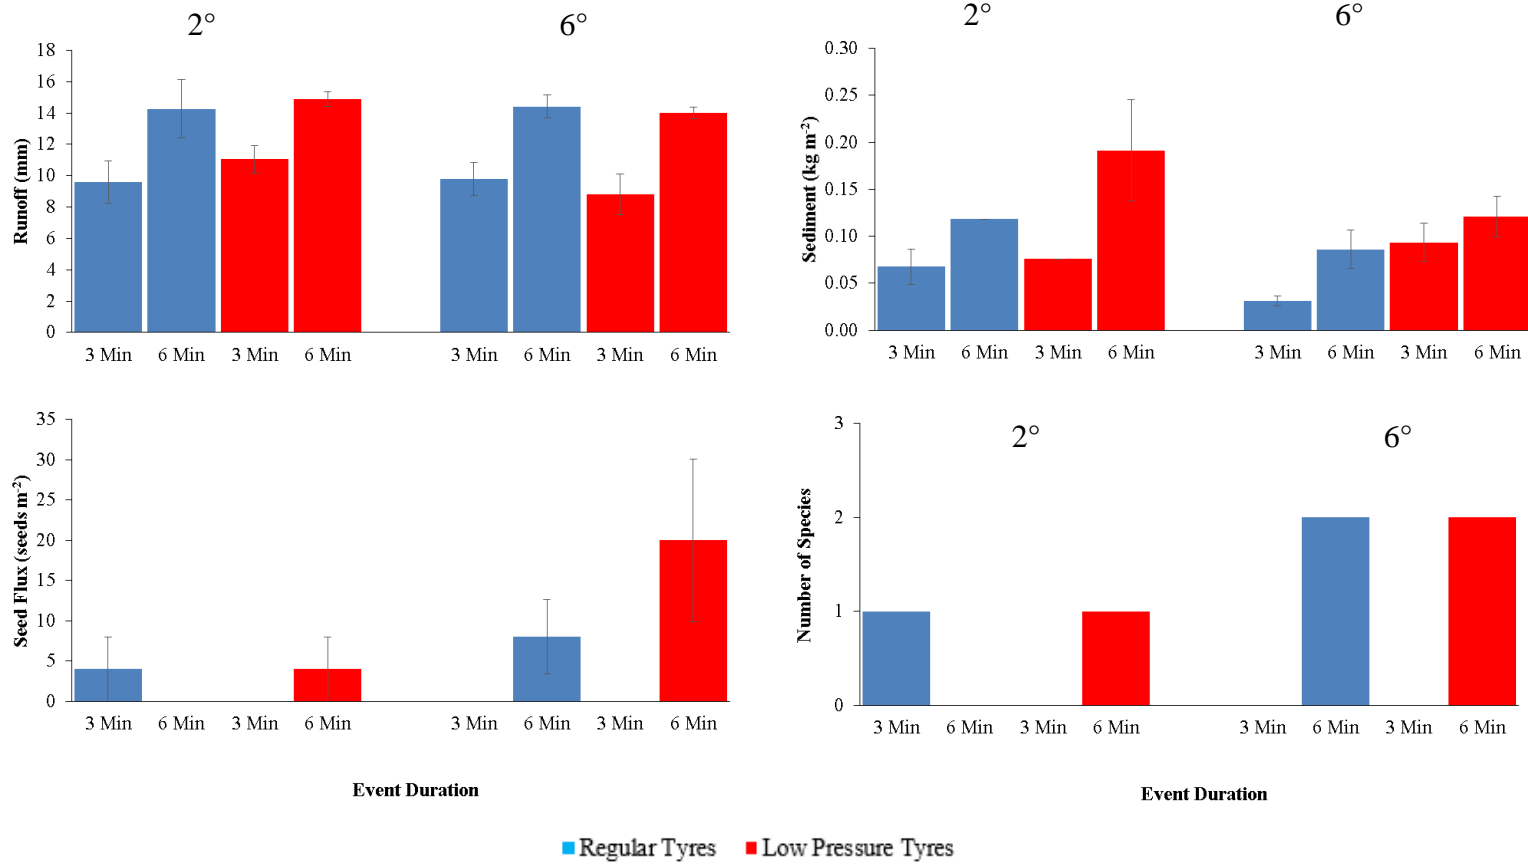 2° 6°
18
16
14
12
10
8
6
4
2
0
Runoff (mm)
3 Min 6 Min 3 Min 6 Min 3 Min 6 Min 3 Min 6 Min
2° 6°
0.30
0.25
0.20
0.15
0.10
0.05
0.00
Sediment (kg m⁻²)
3 Min 6 Min 3 Min 6 Min 3 Min 6 Min 3 Min 6 Min
35
30
25
20
15
10
5
0
Seed Flux (seeds m⁻²)
3 Min 6 Min 3 Min 6 Min 3 Min 6 Min 3 Min 6 Min
Event Duration
2° 6°
3
2
1
0
Number of Species
3 Min 6 Min 3 Min 6 Min 3 Min 6 Min 3 Min 6 Min
Event Duration
Regular Tyres Low Pressure Tyres